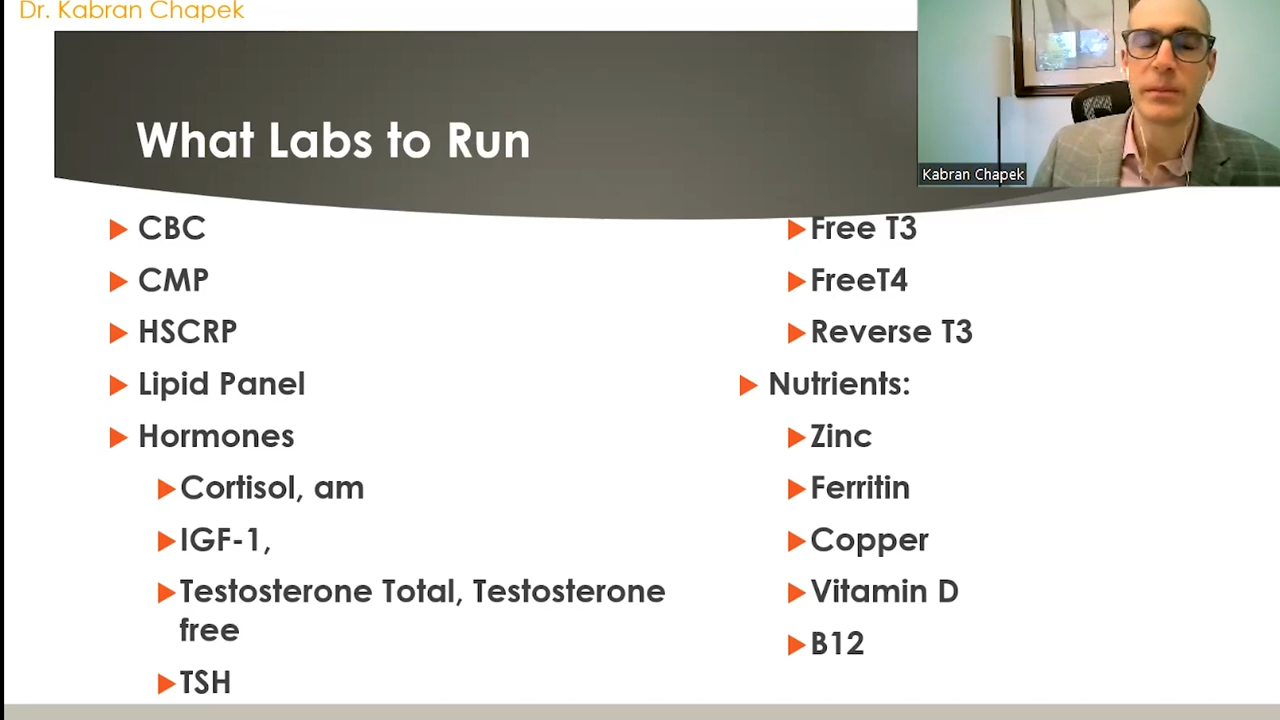 Dr. Kabran Chapek
What Labs to Run
Kabran Chapek
CBC
CMP
HSCRP
Lipid Panel
Hormones
Cortisol, am
IGF-1,
Testosterone Total, Testosterone
free
TSH
Free T3
FreeT4
Reverse T3
Nutrients:
Zinc
Ferritin
Copper
Vitamin D
B12